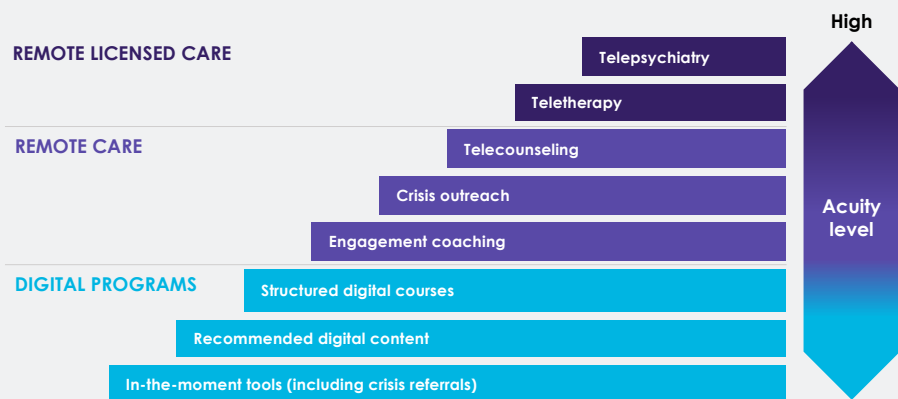 High
REMOTE LICENSED CARE
Telepsychiatry
Teletherapy
REMOTE CARE
Telecounseling
Crisis outreach
Acuity
level
Engagement coaching
DIGITAL PROGRAMS
Structured digital courses
Recommended digital content
In-the-moment tools (including crisis referrals)